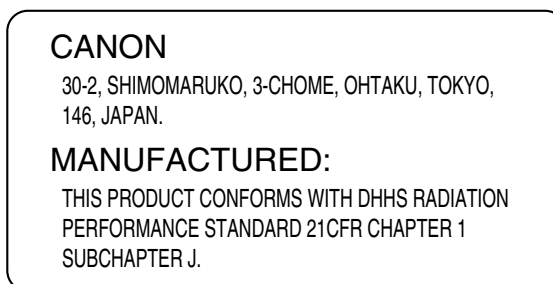 CANON
30-2, SHIMOMARUKO, 3-CHOME, OHTAKU, TOKYO,
146, JAPAN.
MANUFACTURED:
THIS PRODUCT CONFORMS WITH DHHS RADIATION
PERFORMANCE STANDARD 21CFR CHAPTER 1
SUBCHAPTER J.